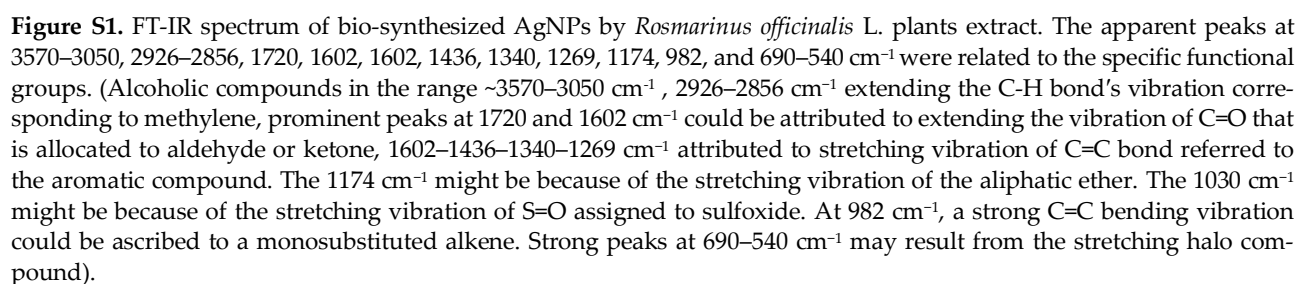 Figure S1. FT-IR spectrum of bio-synthesized AgNPs by Rosmarinus officinalis L. plants extract. The apparent peaks at
3570–3050, 2926–2856, 1720, 1602, 1602, 1436, 1340, 1269, 1174, 982, and 690–540 cm⁻¹ were related to the specific functional
groups. (Alcoholic compounds in the range ~3570–3050 cm⁻¹ , 2926–2856 cm⁻¹ extending the C-H bond’s vibration corre-
sponding to methylene, prominent peaks at 1720 and 1602 cm⁻¹ could be attributed to extending the vibration of C=O that
is allocated to aldehyde or ketone, 1602–1436–1340–1269 cm⁻¹ attributed to stretching vibration of C=C bond referred to
the aromatic compound. The 1174 cm⁻¹ might be because of the stretching vibration of the aliphatic ether. The 1030 cm⁻¹
might be because of the stretching vibration of S=O assigned to sulfoxide. At 982 cm⁻¹, a strong C=C bending vibration
could be ascribed to a monosubstituted alkene. Strong peaks at 690–540 cm⁻¹ may result from the stretching halo com-
pound).